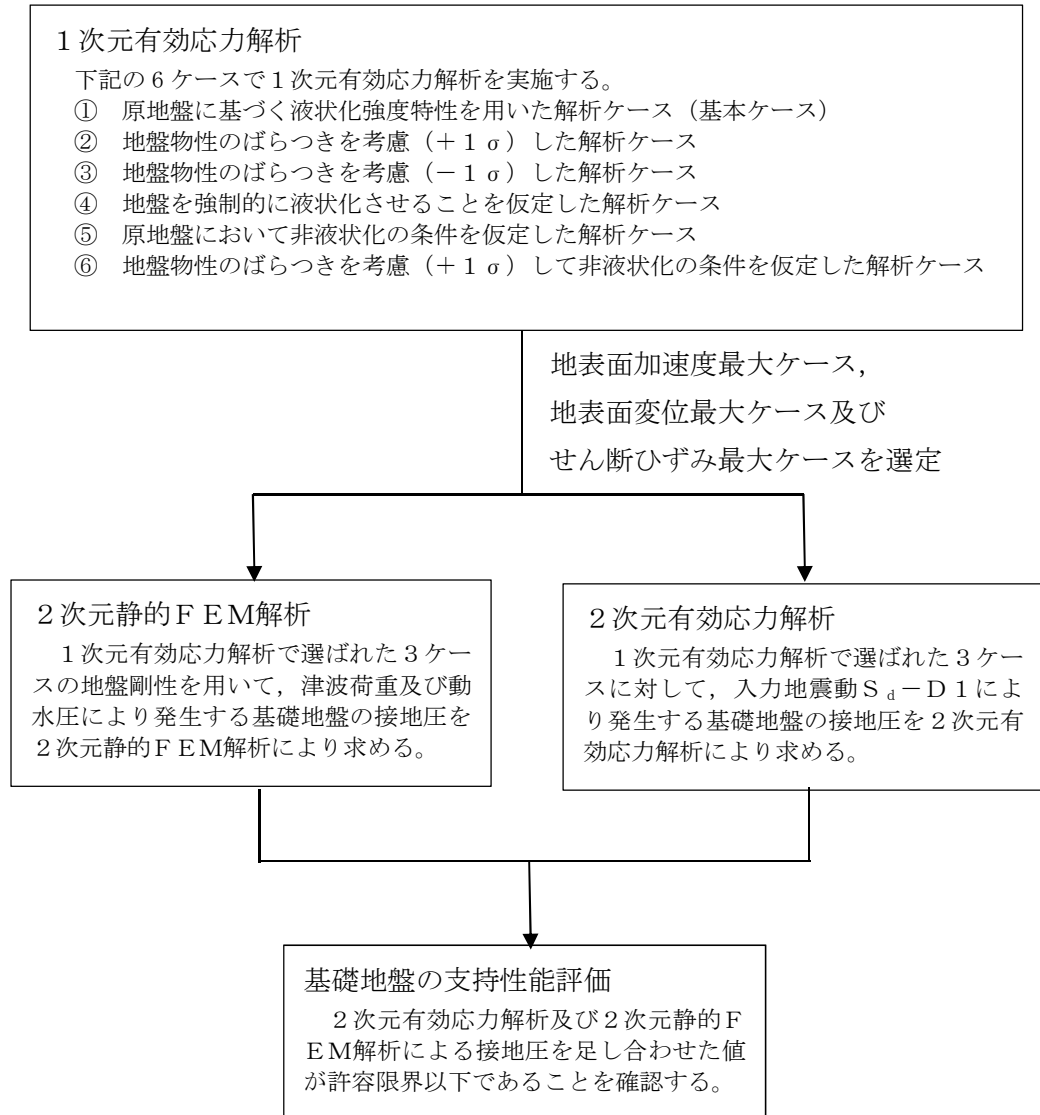 １次元有効応力解析
下記の６ケースで１次元有効応力解析を実施する。
① 原地盤に基づく液状化強度特性を用いた解析ケース（基本ケース）
② 地盤物性のばらつきを考慮（＋１σ）した解析ケース
③ 地盤物性のばらつきを考慮（－１σ）した解析ケース
④ 地盤を強制的に液状化させることを仮定した解析ケース
⑤ 原地盤において非液状化の条件を仮定した解析ケース
⑥ 地盤物性のばらつきを考慮（＋１σ）して非液状化の条件を仮定した解析ケース
地表面加速度最大ケース，
地表面変位最大ケース及び
せん断ひずみ最大ケースを選定
２次元静的ＦＥＭ解析
１次元有効応力解析で選ばれた３ケー
スの地盤剛性を用いて，津波荷重及び動
水圧により発生する基礎地盤の接地圧を
２次元静的ＦＥＭ解析により求める。
２次元有効応力解析
１次元有効応力解析で選ばれた３ケー
スに対して，入力地震動Ｓｄ－Ｄ１によ
り発生する基礎地盤の接地圧を２次元有
効応力解析により求める。
基礎地盤の支持性能評価
２次元有効応力解析及び２次元静的Ｆ
ＥＭ解析による接地圧を足し合わせた値
が許容限界以下であることを確認する。